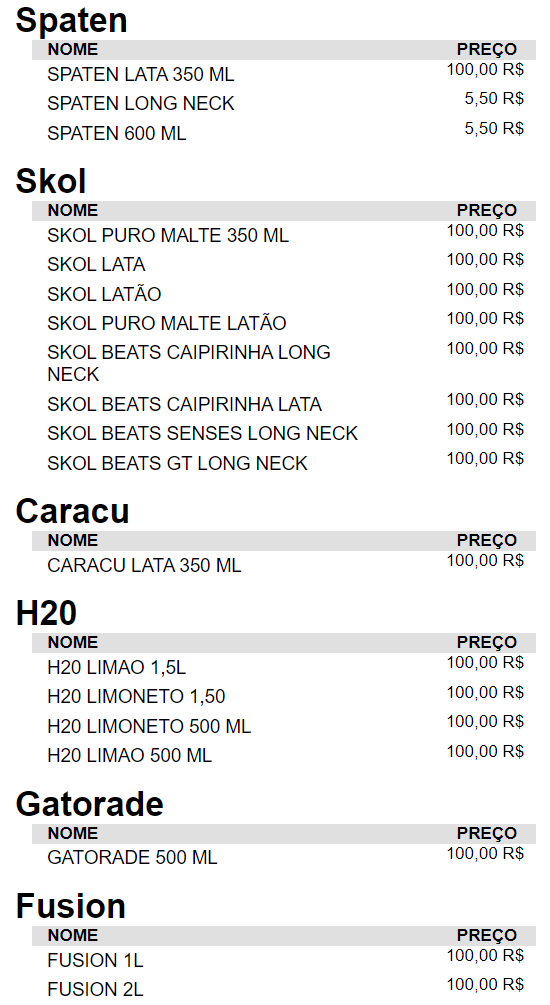 Spaten
NOME PREÇO
SPATEN LATA 350 ML 100,00 R$
SPATEN LONG NECK 5,50 R$
SPATEN 600 ML 5,50 R$
Skol
NOME PREÇO
SKOL PURO MALTE 350 ML 100,00 R$
SKOL LATA 100,00 R$
SKOL LATÃO 100,00 R$
SKOL PURO MALTE LATÃO 100,00 R$
SKOL BEATS CAIPIRINHA LONG 100,00 R$
NECK
SKOL BEATS CAIPIRINHA LATA 100,00 R$
SKOL BEATS SENSES LONG NECK 100,00 R$
SKOL BEATS GT LONG NECK 100,00 R$
Caracu
NOME PREÇO
CARACU LATA 350 ML 100,00 R$
H20
NOME PREÇO
H20 LIMAO 1,5L 100,00 R$
H20 LIMONETO 1,50 100,00 R$
H20 LIMONETO 500 ML 100,00 R$
H20 LIMAO 500 ML 100,00 R$
Gatorade
NOME PREÇO
GATORADE 500 ML 100,00 R$
Fusion
NOME PREÇO
FUSION 1L 100,00 R$
FUSION 2L 100,00 R$